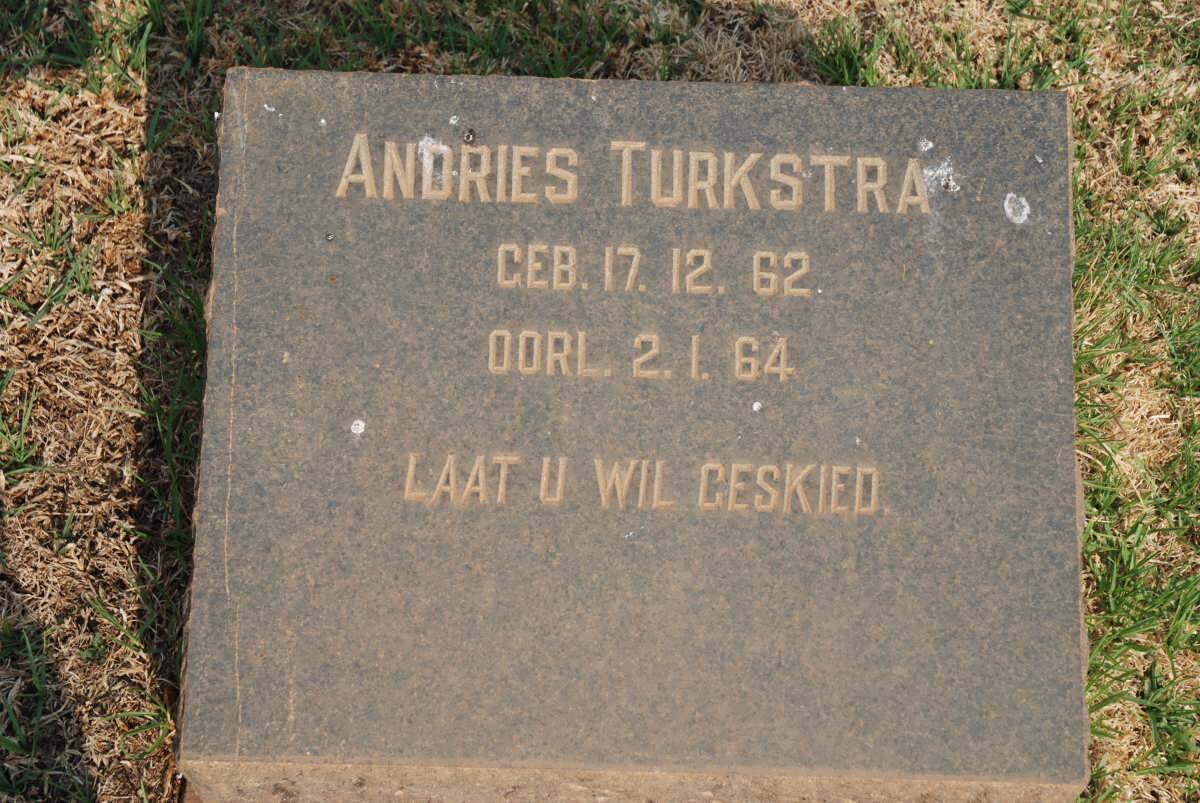 ANDRIES TURKSTRA
GEB. 17. 12. 62
OORL. 2. 1. 64
LAAT U WIL GESKIED.